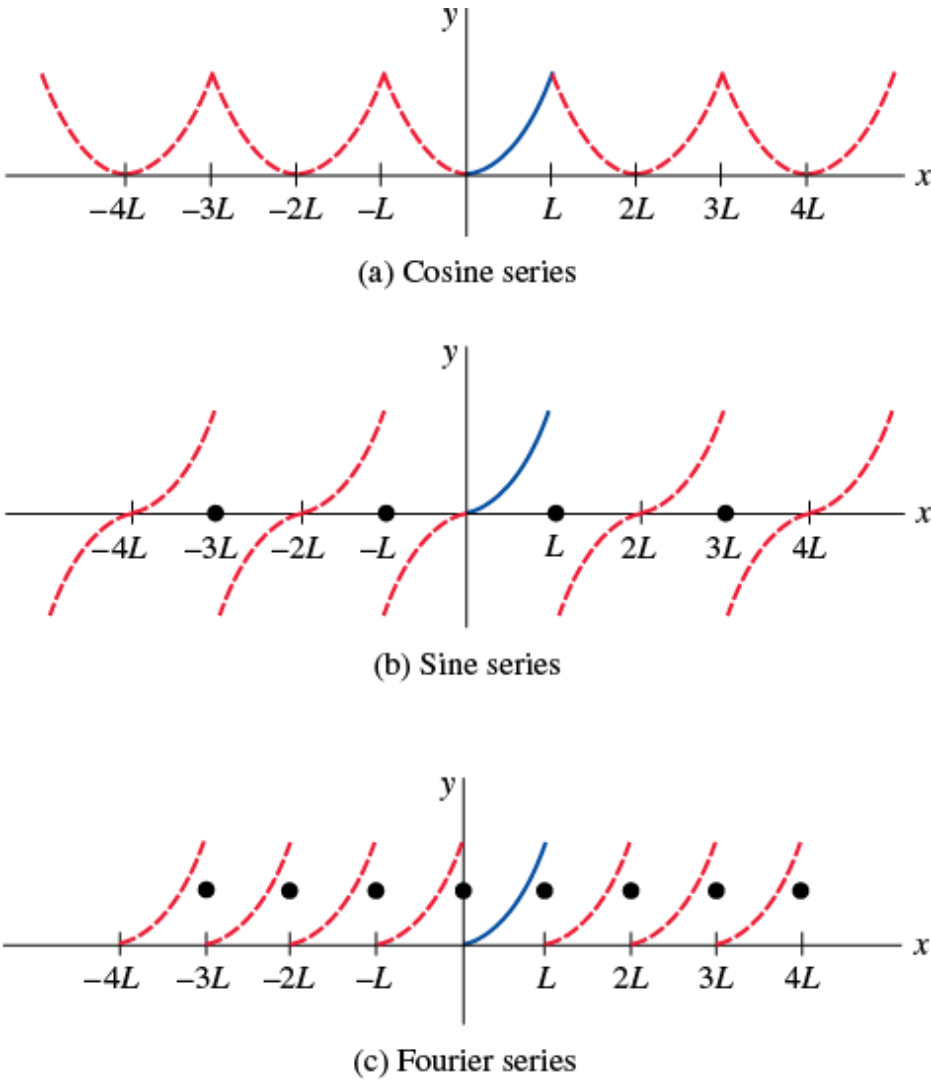 y
x
−4L −3L −2L −L L 2L 3L 4L
(a) Cosine series
y
x
−4L −3L −2L −L L 2L 3L 4L
(b) Sine series
y
x
−4L −3L −2L −L L 2L 3L 4L
(c) Fourier series